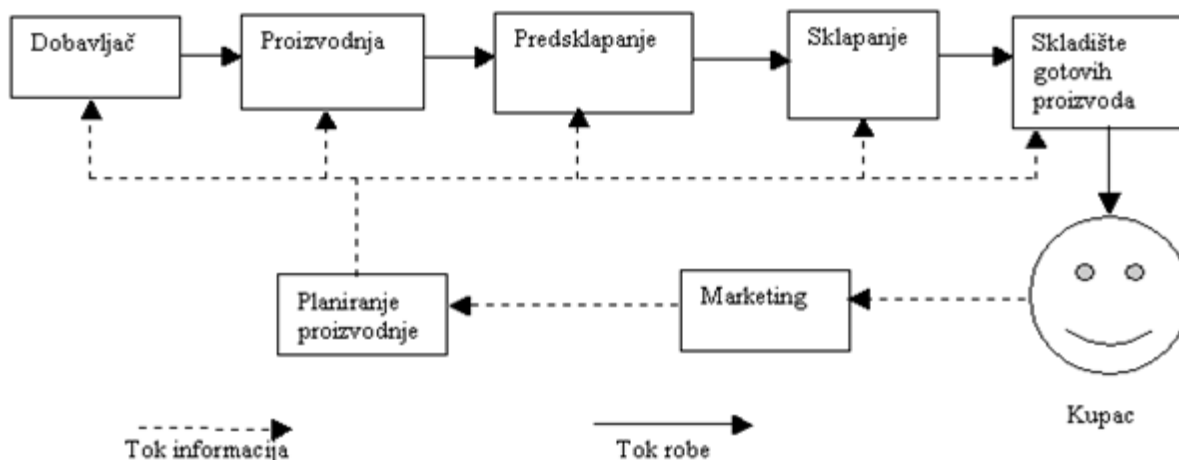 Dobavljač
Proizvodnja
Predsklapanje
Sklapanje
Skladište
gotovih
proizvoda
Planiranje
proizvodnje
Marketing
Kupac
Tok informacija
Tok robe